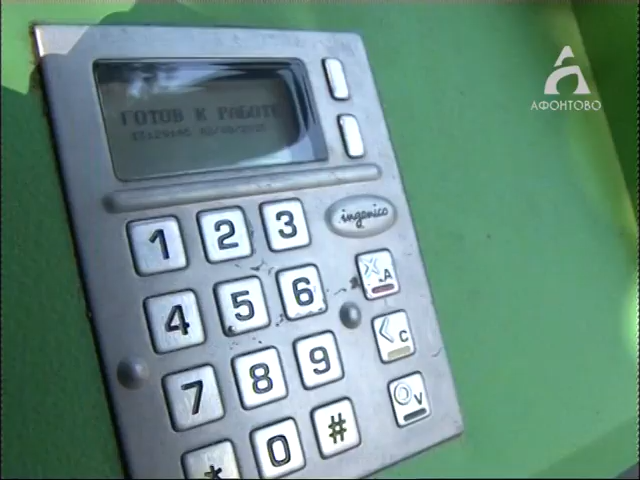 ГОТОВ К РАБОТЕ
АФОНТОВО
ingenico
1 2 3
4 5 6 .A
7 8 9 C
* 0 # V